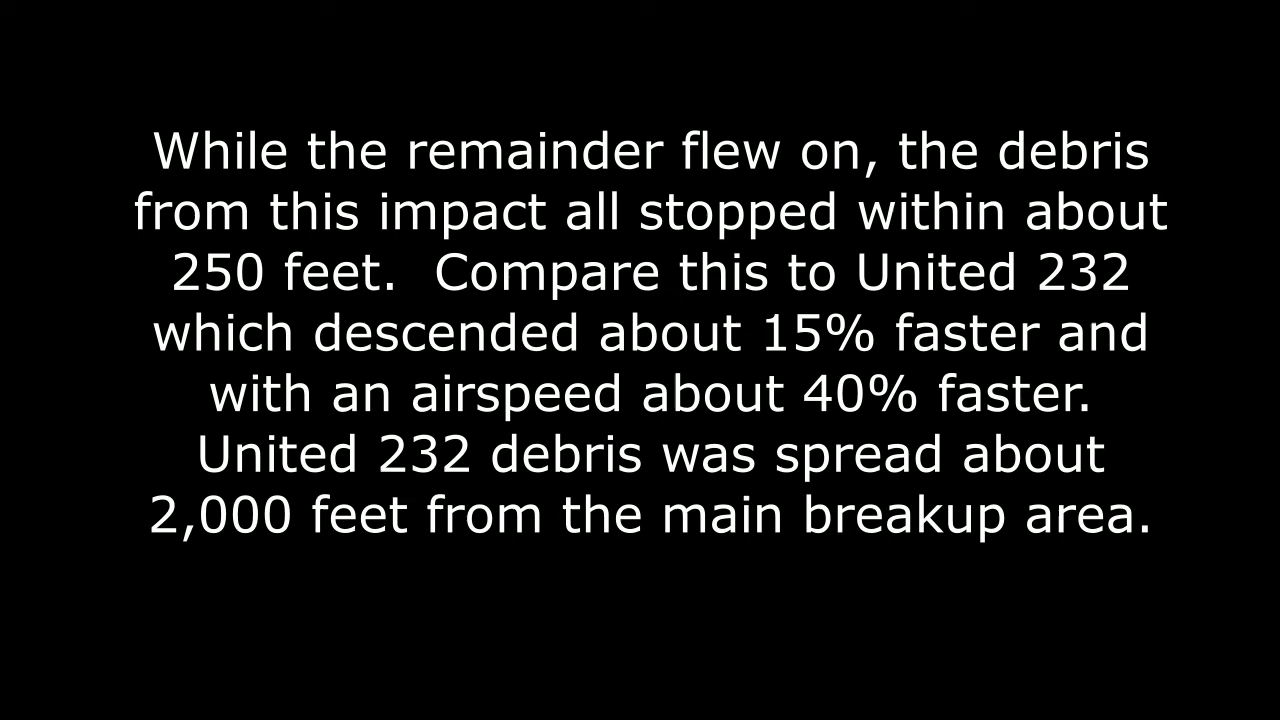 While the remainder flew on, the debris
from this impact all stopped within about
250 feet.  Compare this to United 232
which descended about 15% faster and
with an airspeed about 40% faster.
United 232 debris was spread about
2,000 feet from the main breakup area.